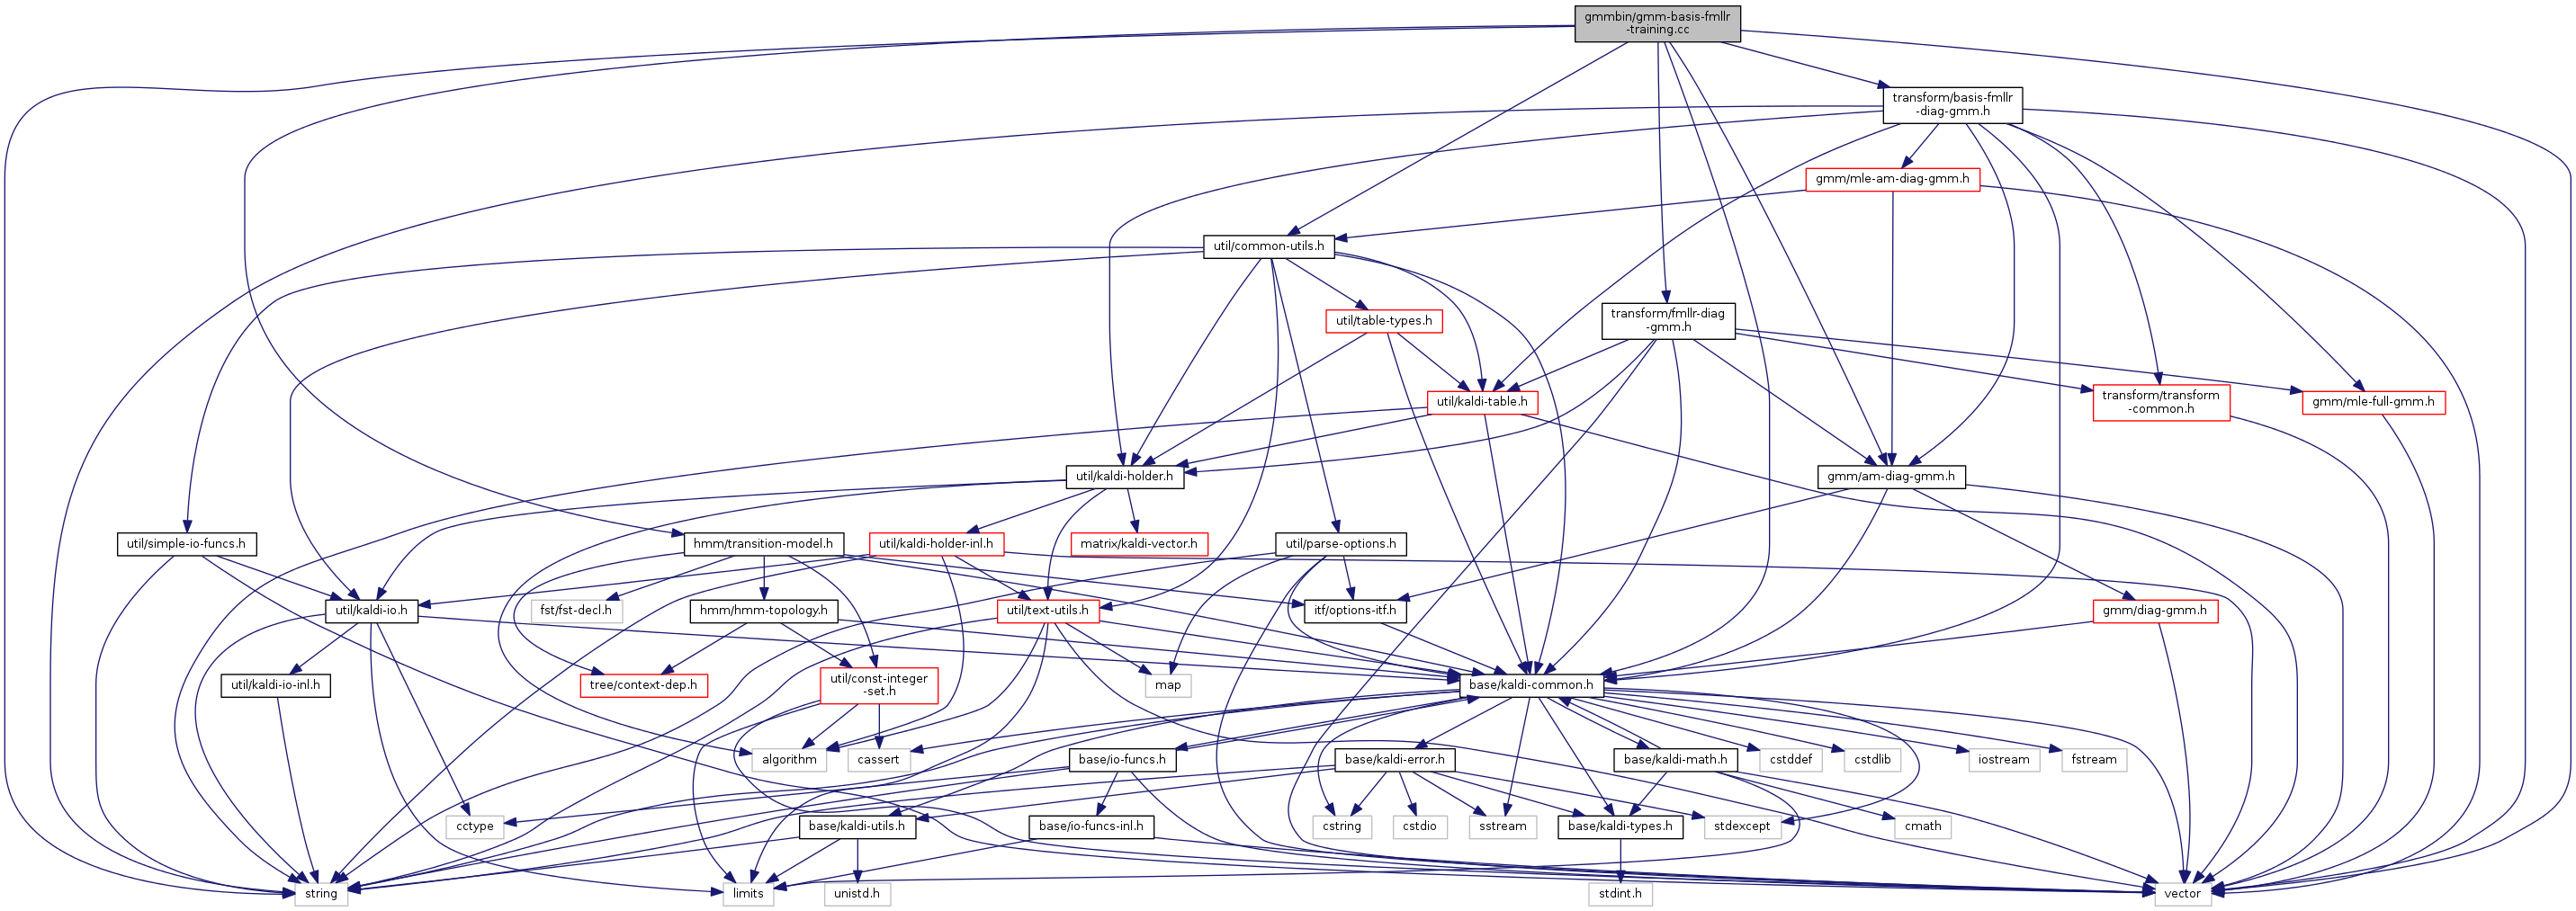 gmmbin/gmm-basis-fmllr
-training.cc
transform/basis-fmllr
-diag-gmm.h
gmm/mle-am-diag-gmm.h
util/common-utils.h
util/table-types.h
transform/fmllr-diag
-gmm.h
util/kaldi-table.h
transform/transform
-common.h
gmm/mle-full-gmm.h
util/kaldi-holder.h
gmm/am-diag-gmm.h
util/simple-io-funcs.h
hmm/transition-model.h
util/kaldi-holder-inl.h
matrix/kaldi-vector.h
util/parse-options.h
util/kaldi-io.h
fst/fst-decl.h
hmm/hmm-topology.h
util/text-utils.h
itf/options-itf.h
gmm/diag-gmm.h
util/kaldi-io-inl.h
tree/context-dep.h
util/const-integer
-set.h
map
base/kaldi-common.h
algorithm
cassert
base/io-funcs.h
base/kaldi-error.h
base/kaldi-math.h
cstddef
cstdlib
iostream
fstream
cctype
base/kaldi-utils.h
base/io-funcs-inl.h
cstring
cstdio
sstream
base/kaldi-types.h
stdexcept
cmath
string
limits
unistd.h
stdint.h
vector